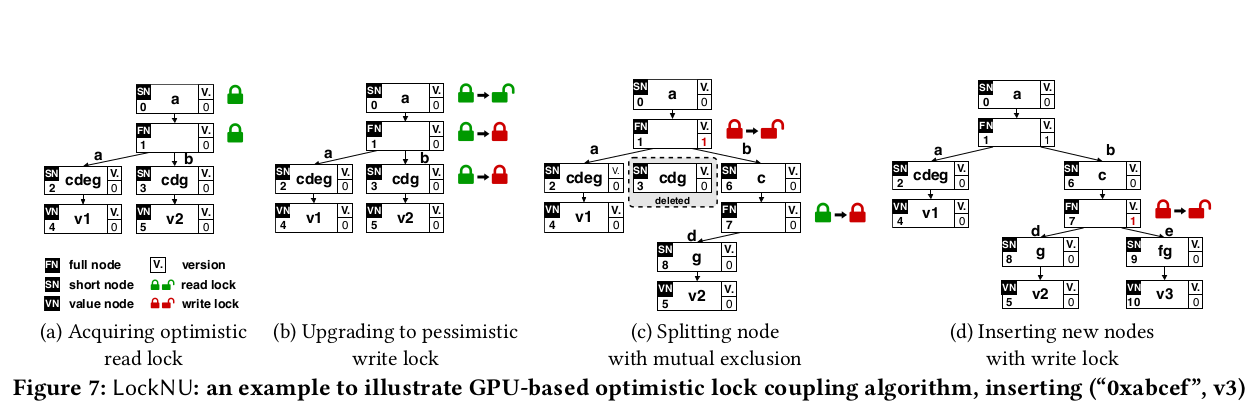 SN V.
a
0 0
FN V.
1 0
a b
SN V. SN V.
cdeg cdg
2 0 3 0
VN V. VN V.
v1 v2
4 0 5 0
FN full node V. version
SN short node read lock
VN value node write lock
(a) Acquiring optimistic
read lock
SN V.
a
0 0
FN V.
1 0
a b
SN V. SN V.
cdeg cdg
2 0 3 0
VN V. VN V.
v1 v2
4 0 5 0
(b) Upgrading to pessimistic
write lock
SN V.
a
0 0
FN V.
1 1
a b
SN V. SN V. SN V.
cdeg cdg c
2 0 3 0 6 0
deleted
VN V. FN V.
v1
4 0 7 0
d
SN V.
g
8 0
VN V.
v2
5 0
(c) Splitting node
with mutual exclusion
SN V.
a
0 0
FN V.
1 1
a b
SN V. SN V.
cdeg c
2 0 6 0
VN V. FN V.
v1
4 0 7 1
d e
SN V. SN V.
g fg
8 0 9 0
VN V. VN V.
v2 v3
5 0 10 0
(d) Inserting new nodes
with write lock
Figure 7: LockNU: an example to illustrate GPU-based optimistic lock coupling algorithm, inserting (“0xabcef”, v3)